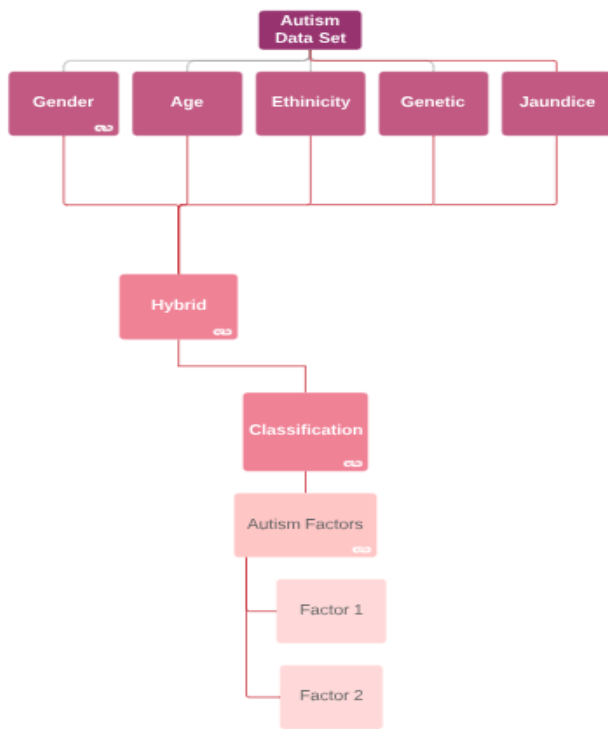 Autism
Data Set
Gender
Age
Ethinicity
Genetic
Jaundice
Hybrid
Classification
Autism Factors
Factor 1
Factor 2